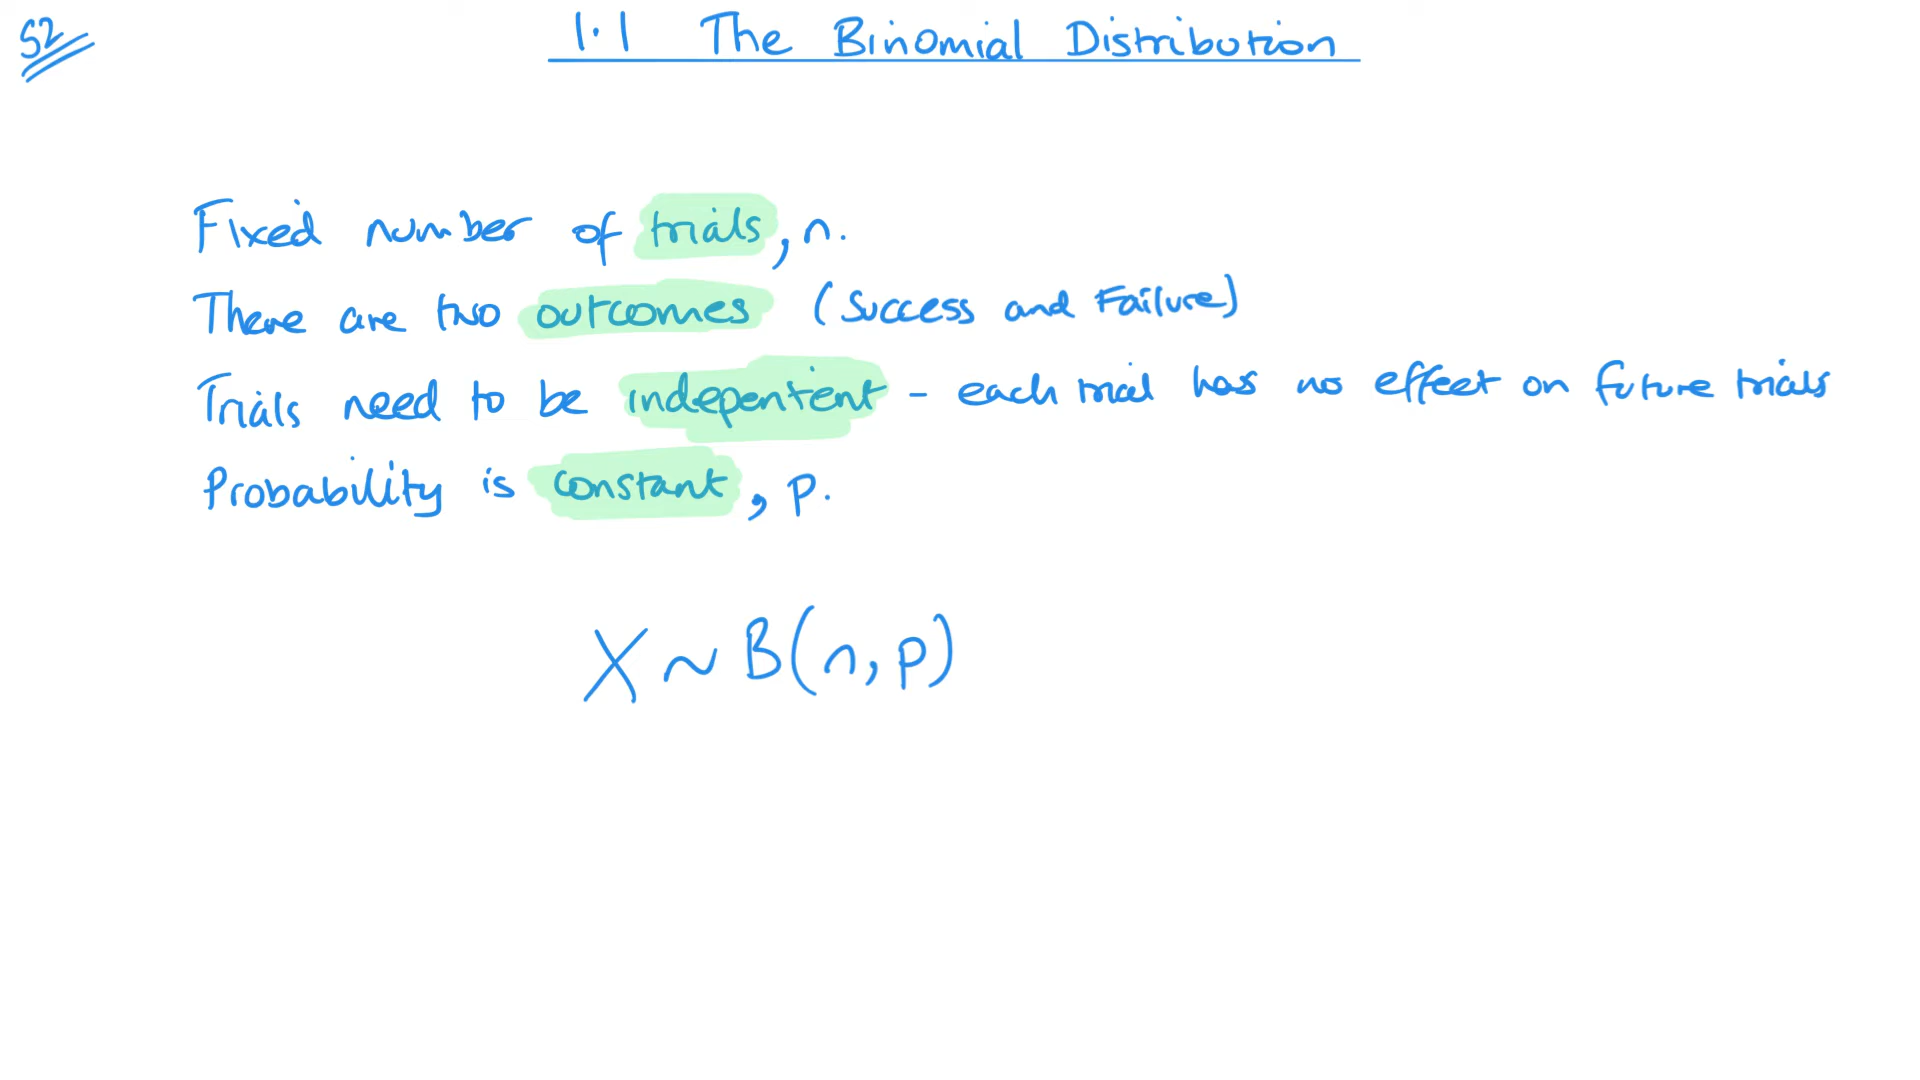 S2
1.1 The Binomial Distribution
Fixed number of trials, n.
There are two outcomes (Success and Failure)
Trials need to be indepentent - each trial has no effect on future trials
Probability is constant, p.
X ~ B(n, p)